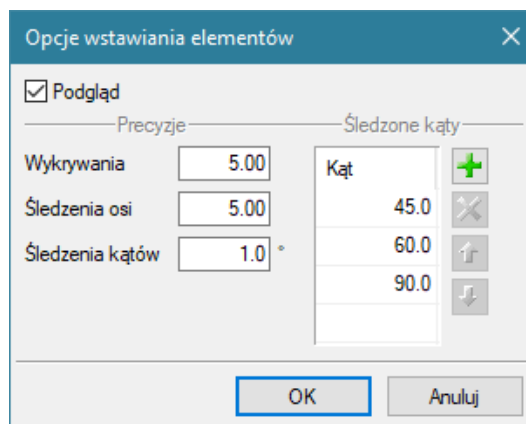 Opcje wstawiania elementów
Podgląd
Precyzje
Wykrywania 5.00
Śledzenia osi 5.00
Śledzenia kątów 1.0 °
Śledzone kąty
Kąt
45.0
60.0
90.0
OK Anuluj